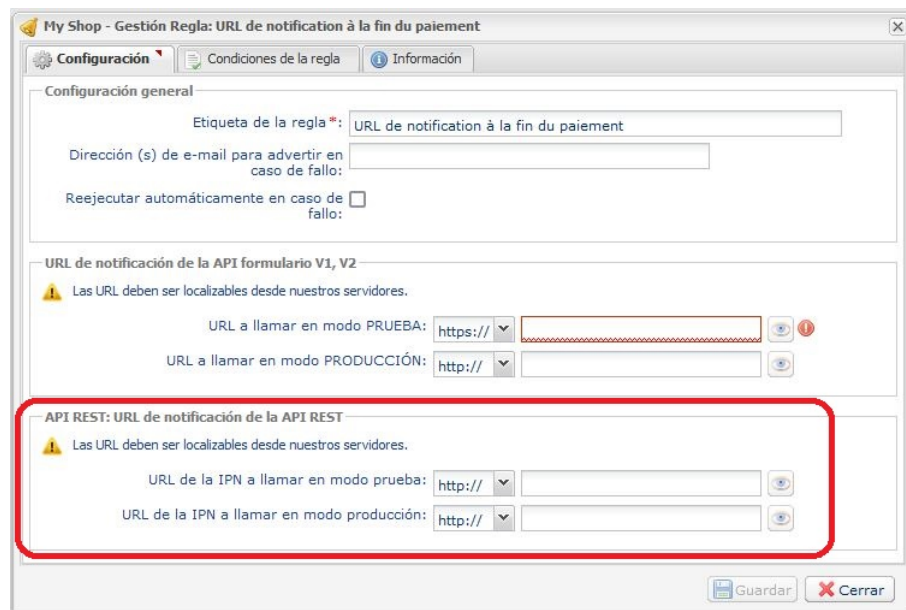 My Shop - Gestión Regla: URL de notification à la fin du paiement
Configuración
Condiciones de la regla
Información
Configuración general
Etiqueta de la regla*: URL de notification à la fin du paiement
Dirección (s) de e-mail para advertir en
caso de fallo:
Reejecutar automáticamente en caso de
fallo:
URL de notificación de la API formulario V1, V2
Las URL deben ser localizables desde nuestros servidores.
URL a llamar en modo PRUEBA: https://
URL a llamar en modo PRODUCCIÓN: http://
API REST: URL de notificación de la API REST
Las URL deben ser localizables desde nuestros servidores.
URL de la IPN a llamar en modo prueba: http://
URL de la IPN a llamar en modo producción: http://
Guardar
Cerrar